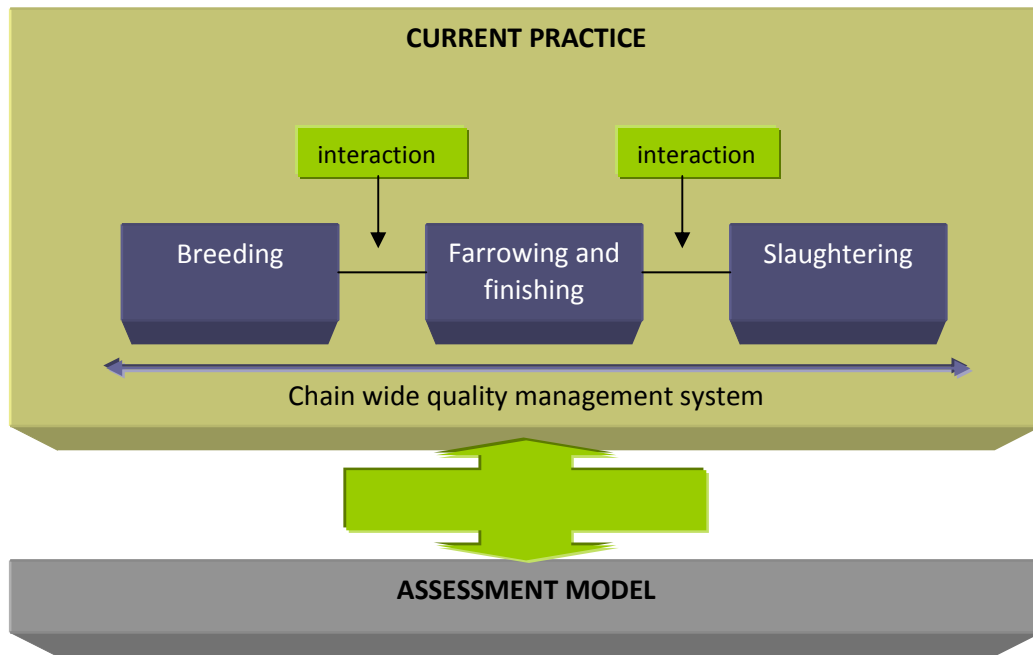 CURRENT PRACTICE
interaction
interaction
Breeding
Farrowing and
finishing
Slaughtering
Chain wide quality management system
ASSESSMENT MODEL